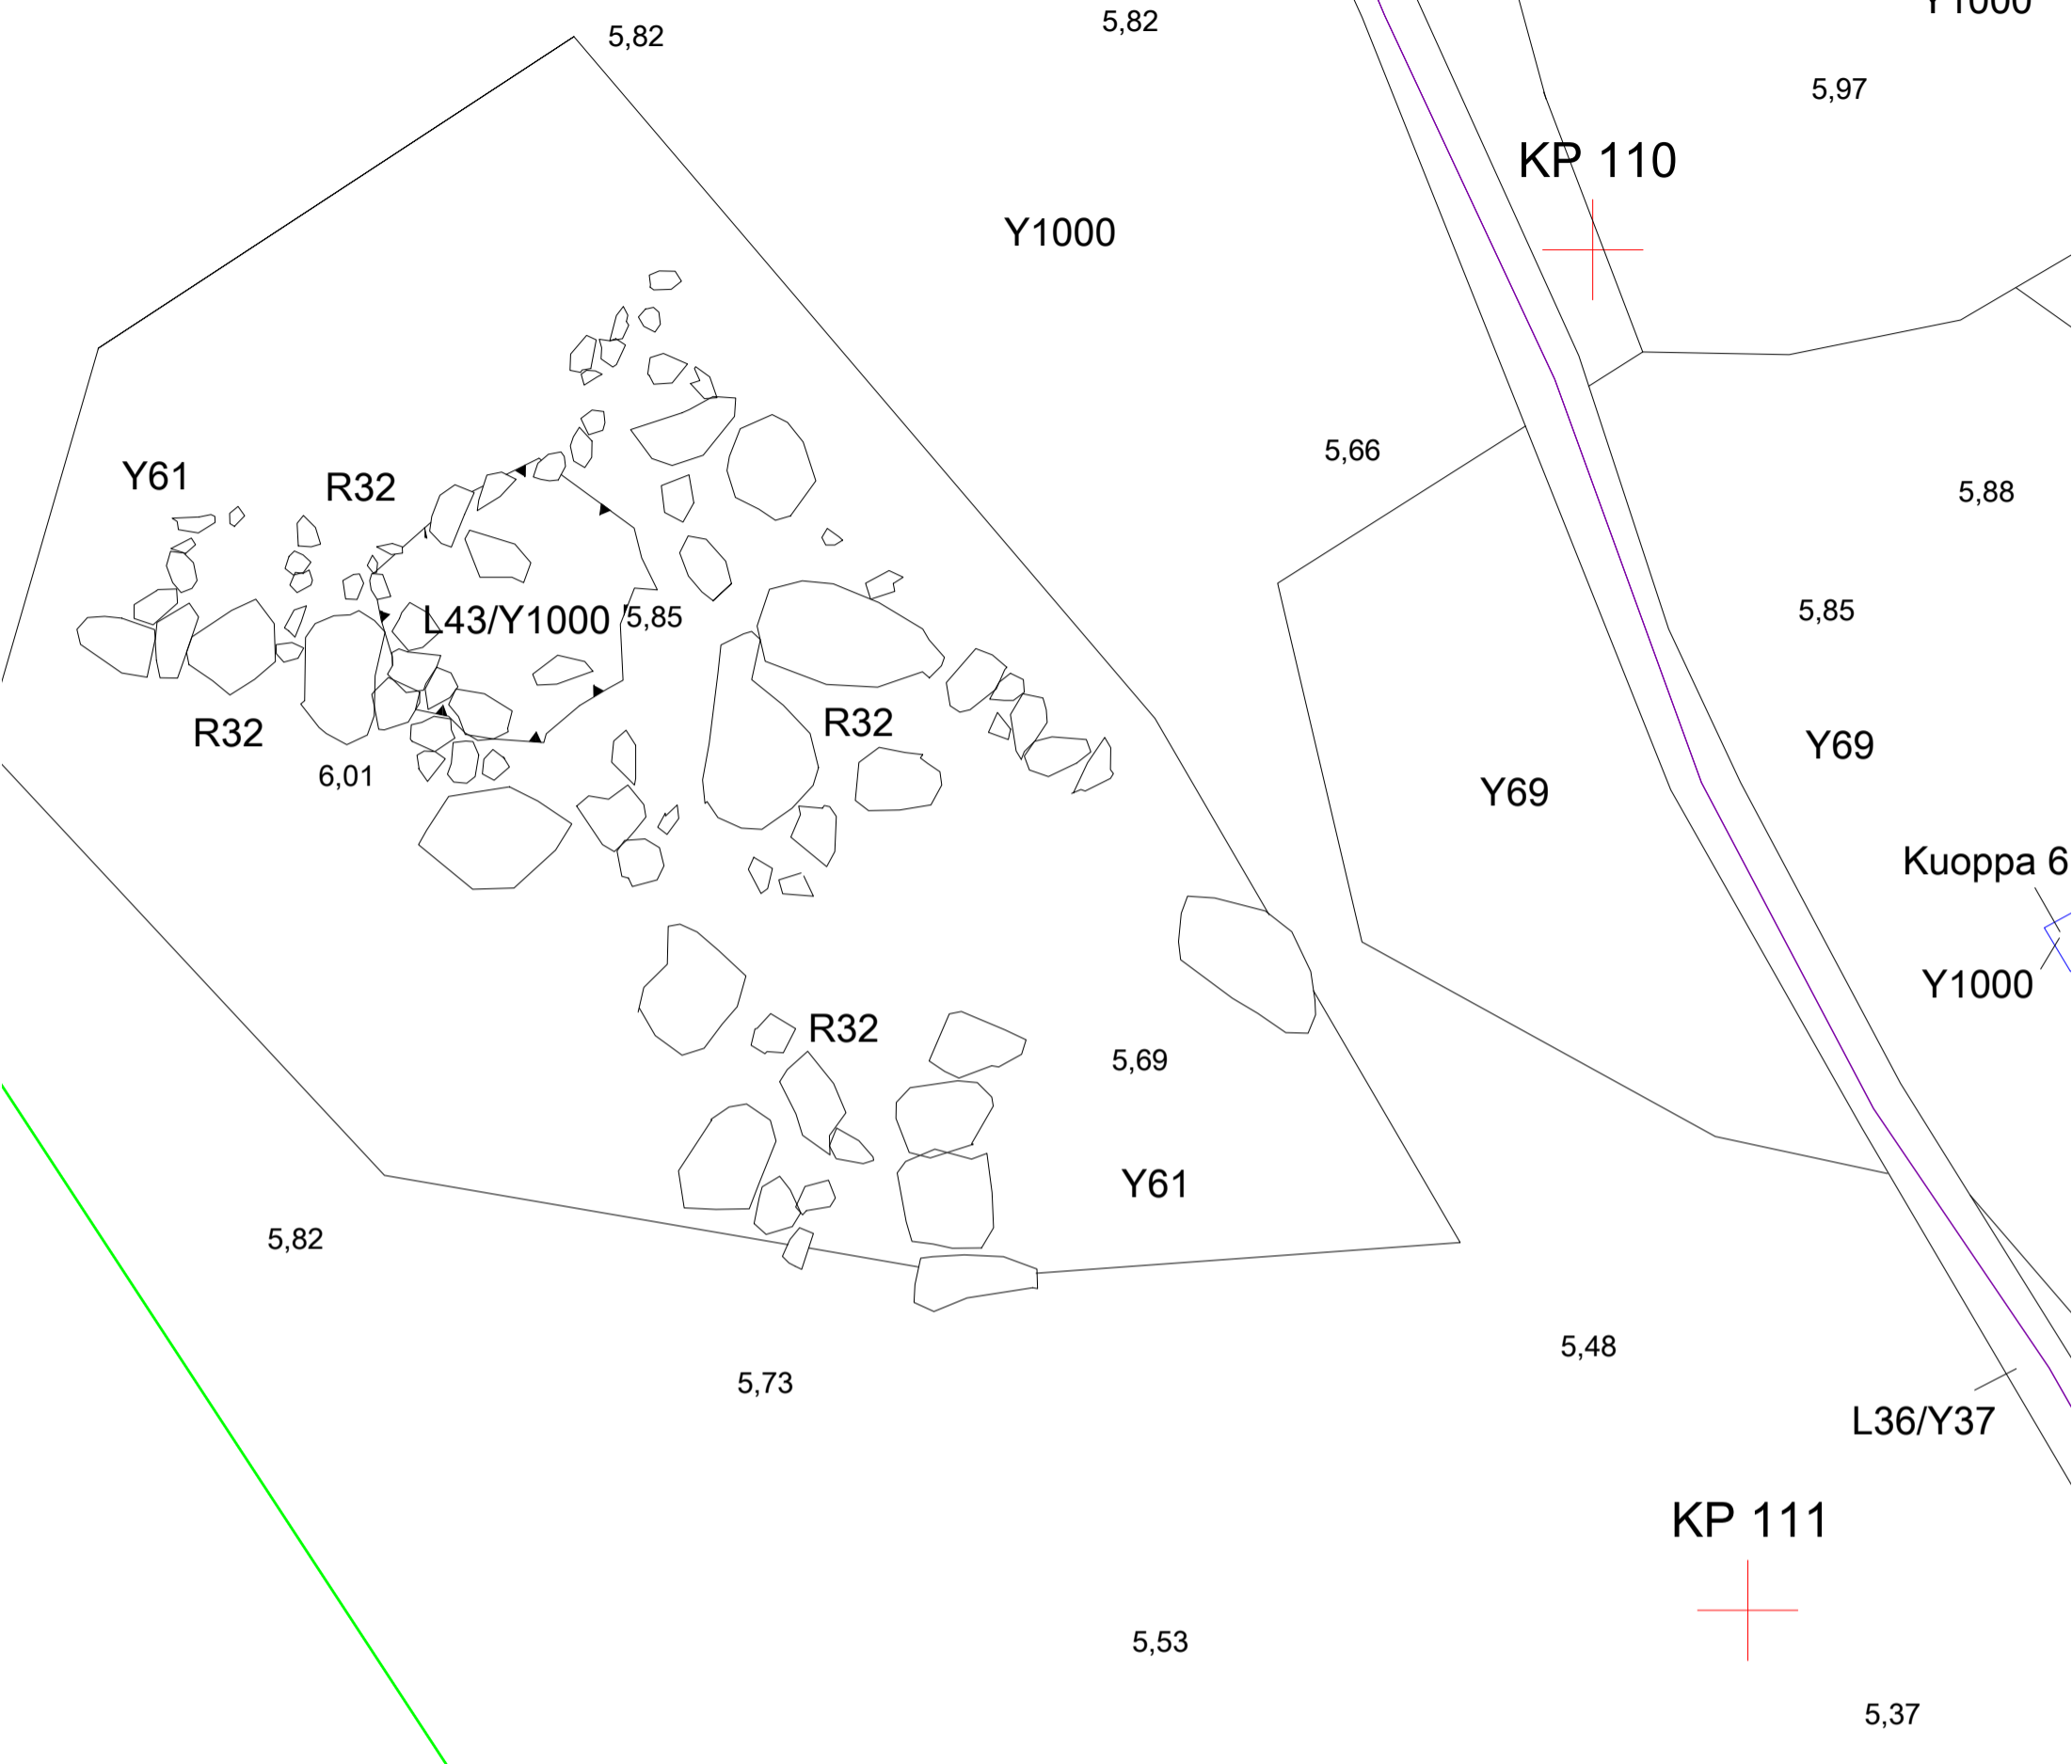 Y1000
5,82
5,82
5,97
KP 110
Y1000
5,66
Y61
R32
5,88
L43/Y1000
5,85
5,85
R32
R32
Y69
6,01
Y69
Kuoppa 6
Y1000
R32
5,69
Y61
5,82
5,48
5,73
L36/Y37
KP 111
5,53
5,37